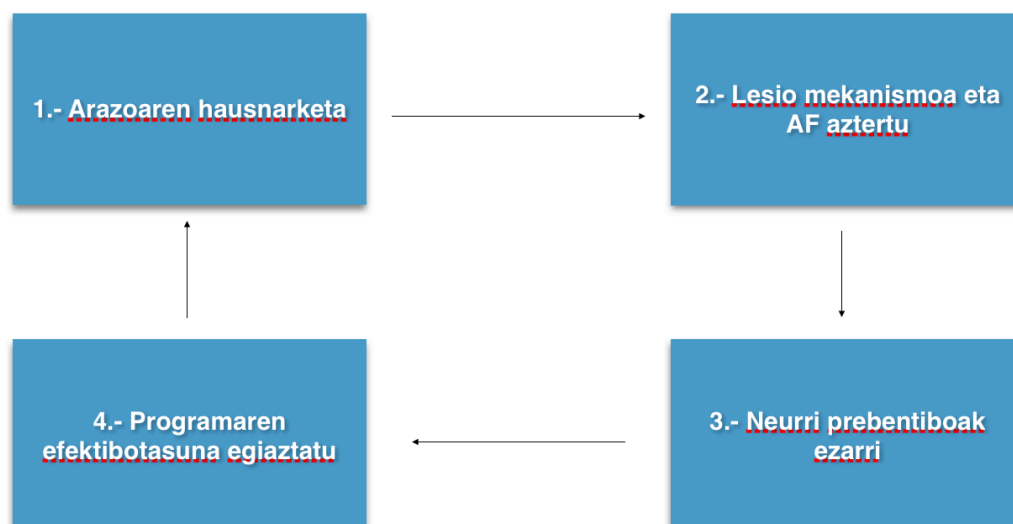 1.- Arazoaren hausnarketa
2.- Lesio mekanismoa eta
AF aztertu
3.- Neurri prebentiboak
ezarri
4.- Programaren
efektibotasuna egiaztatu